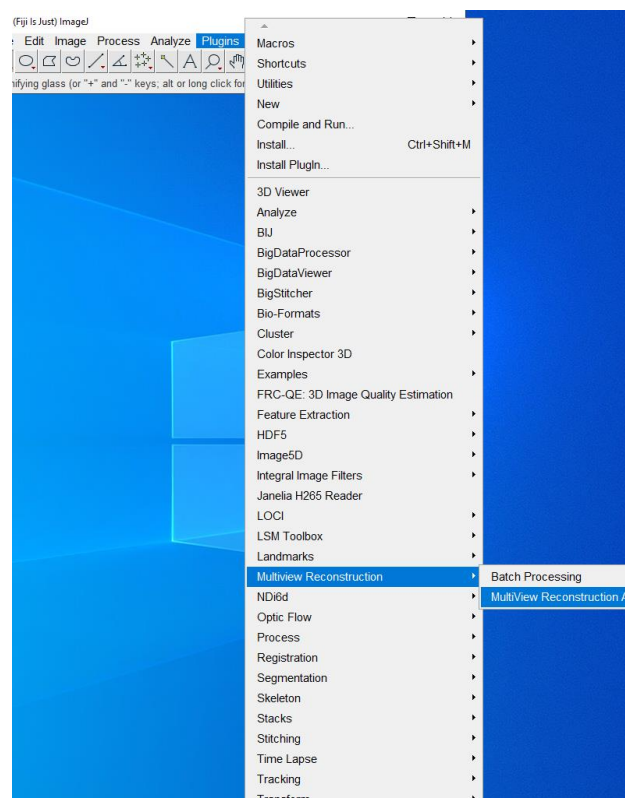 (Fiji Is Just) ImageJ
Edit Image Process Analyze Plugins
nifying glass (or "+" and "-" keys; alt or long click for
Macros
Shortcuts
Utilities
New
Compile and Run...
Install... Ctrl+Shift+M
Install PlugIn...
3D Viewer
Analyze
BIJ
BigDataProcessor
BigDataViewer
BigStitcher
Bio-Formats
Cluster
Color Inspector 3D
Examples
FRC-QE: 3D Image Quality Estimation
Feature Extraction
HDF5
Image5D
Integral Image Filters
Janelia H265 Reader
LOCI
LSM Toolbox
Landmarks
Multiview Reconstruction
Batch Processing
NDi6d
MultiView Reconstruction A
Optic Flow
Process
Registration
Segmentation
Skeleton
Stacks
Stitching
Time Lapse
Tracking
Transform